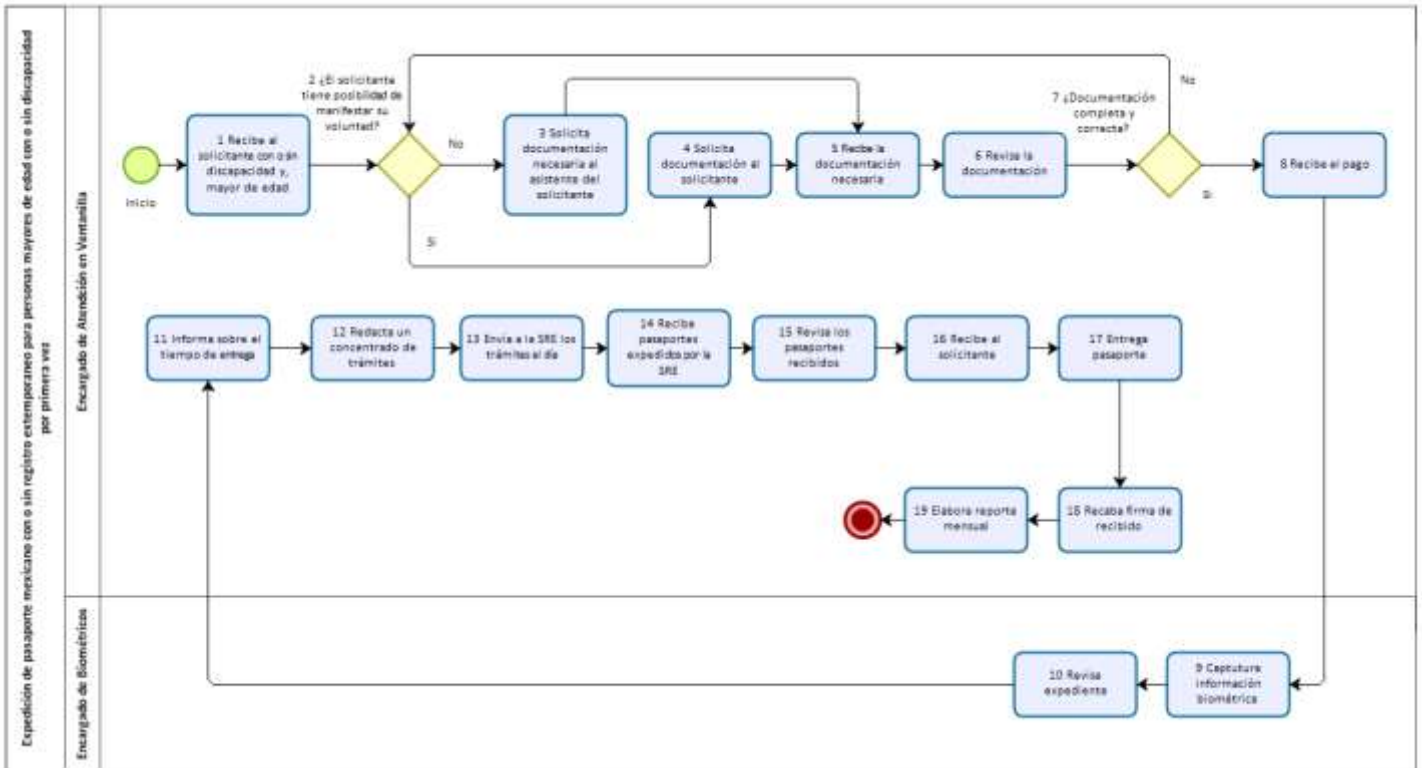 Expedición de pasaporte mexicano con o sin registro extemporaneo para personas mayores de edad con o sin discapacidad
por primera vez
Encargado de Atención en Ventanilla
Inicio
1 Recibe al
solicitante con o sin
discapacidad y,
mayor de edad
2 ¿El solicitante
tiene posibilidad de
manifestar su
voluntad?
No
Si
3 Solicita
documentación
necesaria al
asistente del
solicitante
4 Solicita
documentación al
solicitante
5 Recibe la
documentación
necesaria
6 Revisa la
documentación
7 ¿Documentación
completa y
correcta?
No
Si
8 Recibe el pago
11 Informa sobre el
tiempo de entrega
12 Redacta un
concentrado de
trámites
13 Envía a la SRE los
trámites al día
14 Recibe
pasaportes
expedidos por la
SRE
15 Revisa los
pasaportes
recibidos
16 Recibe al
solicitante
17 Entrega
pasaporte
19 Elabora reporte
mensual
18 Recaba firma de
recibido
Encargado de Biométricos
10 Revisa
expediente
9 Captuture
información
biométrica